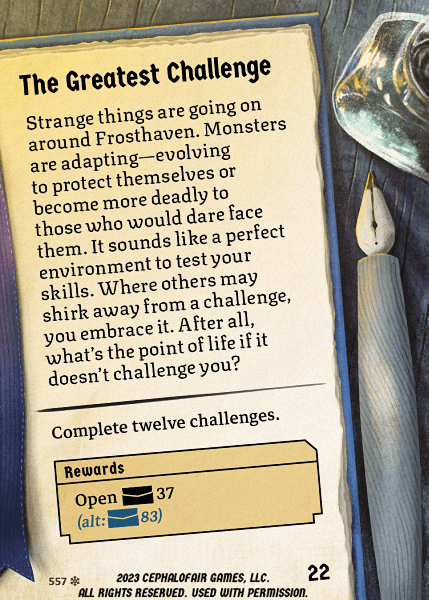 The Greatest Challenge
Strange things are going on
around Frosthaven. Monsters
are adapting—evolving
to protect themselves or
become more deadly to
those who would dare face
them. It sounds like a perfect
environment to test your
skills. Where others may
shirk away from a challenge,
you embrace it. After all,
what's the point of life if it
doesn't challenge you?
Complete twelve challenges.
Rewards
Open 37
(alt: 83)
557 ✻
2023 CEPHALOFAIR GAMES, LLC.
ALL RIGHTS RESERVED. USED WITH PERMISSION.
22